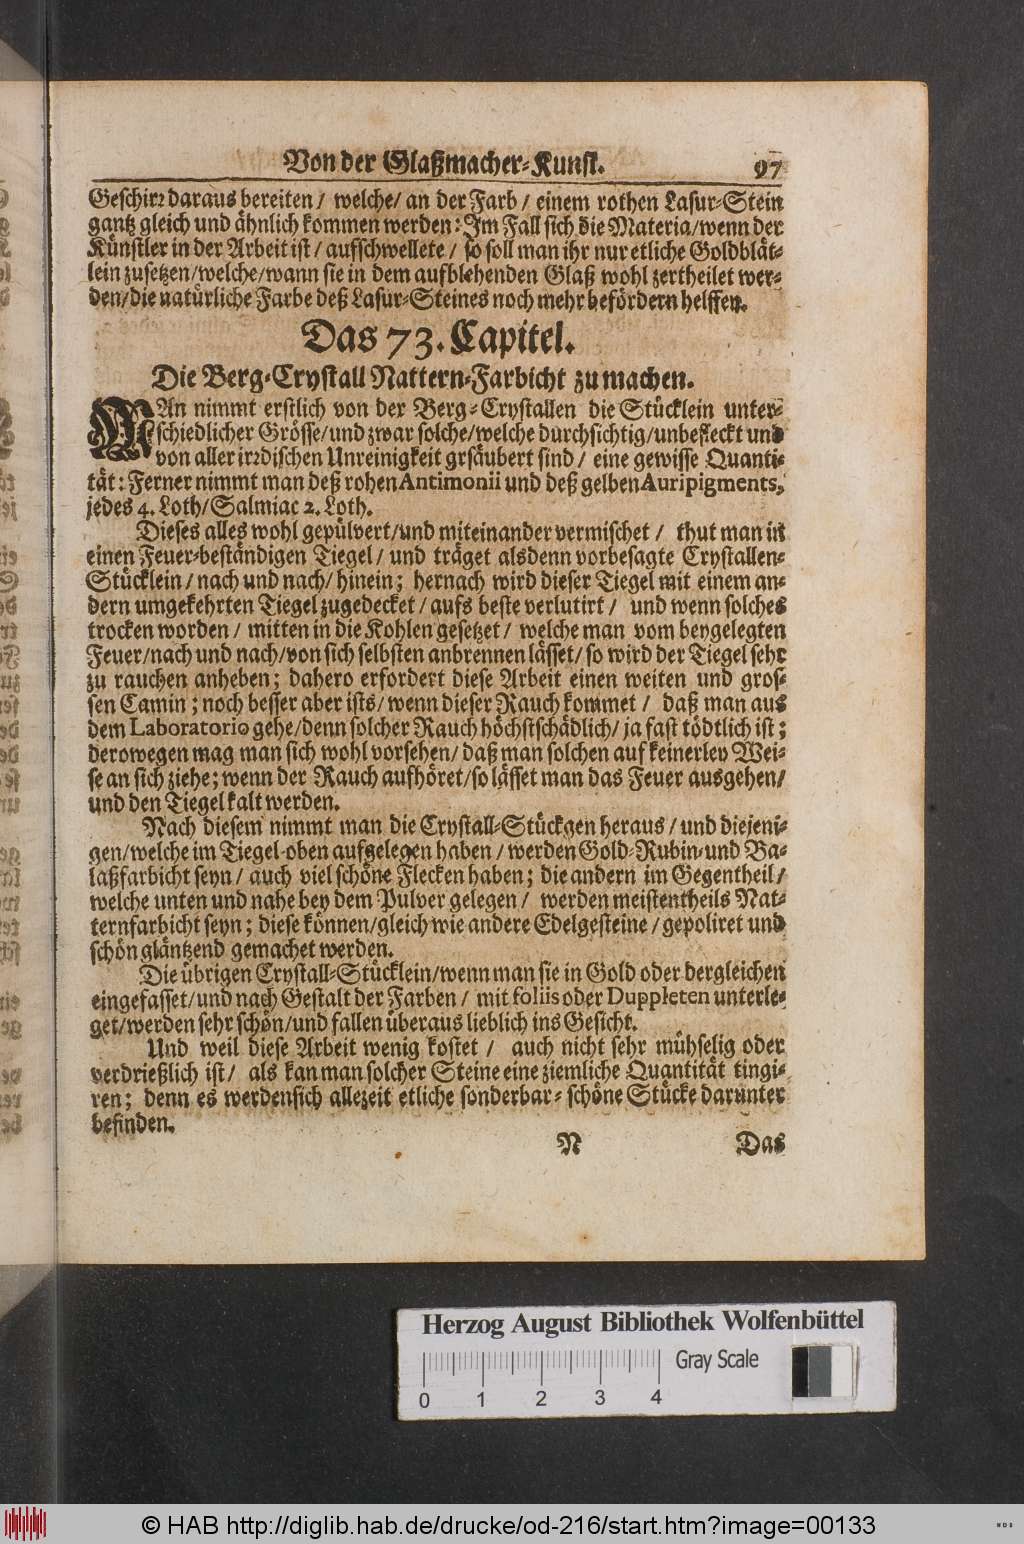 Von der Glaßmacher-Kunst. 97
Geschirꝛ daraus bereiten / welche / an der Farb / einem rothen Lasur-Stein
gantz gleich und ähnlich kommen werden: Im Fall sich die Materia / wenn der
Künstler in der Arbeit ist / aufschwellete / so soll man ihr nur etliche Goldblät-
lein zusetzen / welche / wann sie in dem aufblehenden Glaß wohl zertheilet wer-
den / die natürliche Farbe deß Lasur-Steines noch mehr befördern helffen.
Das 73. Capitel.
Die Berg-Crystall Nattern-Farbicht zu machen.
MAn nimmt erstlich von der Berg-Crystallen die Stücklein unter-
schiedlicher Grösse / und zwar solche / welche durchsichtig / unbefleckt und
von aller irꝛdischen Unreinigkeit gesäubert sind / eine gewisse Quanti-
tät: Ferner nimmt man deß rohen Antimonii und deß gelben Auripigments,
jedes 4. Loth / Salmiac 2. Loth.
Dieses alles wohl gepülvert / und miteinander vermischet / thut man in
einen Feuer-beständigen Tiegel / und träget alsdenn vorbesagte Crystallen-
Stücklein / nach und nach / hinein; hernach wird dieser Tiegel mit einem an-
dern umgekehrten Tiegel zugedecket / aufs beste verlutirt / und wenn solches
trocken worden / mitten in die Kohlen gesetzet / welche man vom beygelegten
Feuer / nach und nach / von sich selbsten anbrennen lässet / so wird der Tiegel sehr
zu rauchen anheben; dahero erfordert diese Arbeit einen weiten und gros-
sen Camin; noch besser aber ists / wenn dieser Rauch kommet / daß man aus
dem Laboratorio gehe / denn solcher Rauch höchstschädlich / ja fast tödtlich ist;
derowegen mag man sich wohl vorsehen / daß man solchen auf keinerley Wei-
se an sich ziehe; wenn der Rauch aufhöret / so lässet man das Feuer ausgehen /
und den Tiegel kalt werden.
Nach diesem nimmt man die Crystall-Stückgen heraus / und diejeni-
gen / welche im Tiegel oben aufgelegen haben / werden Gold-Rubin- und Ba-
laßfarbicht seyn / auch viel schöne Flecken haben; die andern im Gegentheil /
welche unten und nahe bey dem Pulver gelegen / werden meistentheils Nat-
ternfarbicht seyn; diese können / gleich wie andere Edelgesteine / gepoliret und
schön gläntzend gemachet werden.
Die übrigen Crystall-Stücklein / wenn man sie in Gold oder dergleichen
eingefasset / und nach Gestalt der Farben / mit foliis oder Duppleten unterle-
get / werden sehr schön / und fallen überaus lieblich ins Gesicht.
Und weil diese Arbeit wenig kostet / auch nicht sehr mühselig oder
verdrießlich ist / als kan man solcher Steine eine ziemliche Quantität tingi-
ren; denn es werden sich allezeit etliche sonderbar-schöne Stücke darunter
befinden.
N Das
Herzog August Bibliothek Wolfenbüttel
Gray Scale
0 1 2 3 4
© HAB http://diglib.hab.de/drucke/od-216/start.htm?image=00133